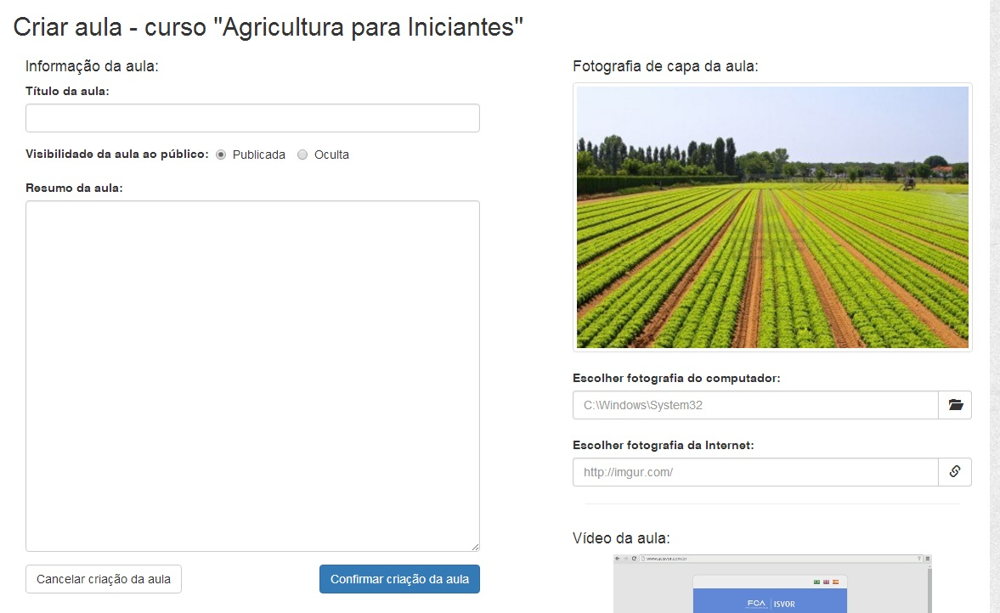 Criar aula - curso "Agricultura para Iniciantes"
Informação da aula:
Título da aula:
Visibilidade da aula ao público: Publicada Oculta
Resumo da aula:
Cancelar criação da aula Confirmar criação da aula
Fotografia de capa da aula:
Escolher fotografia do computador:
C:\Windows\System32
Escolher fotografia da Internet:
http://imgur.com/
Vídeo da aula:
FCA ISVOR